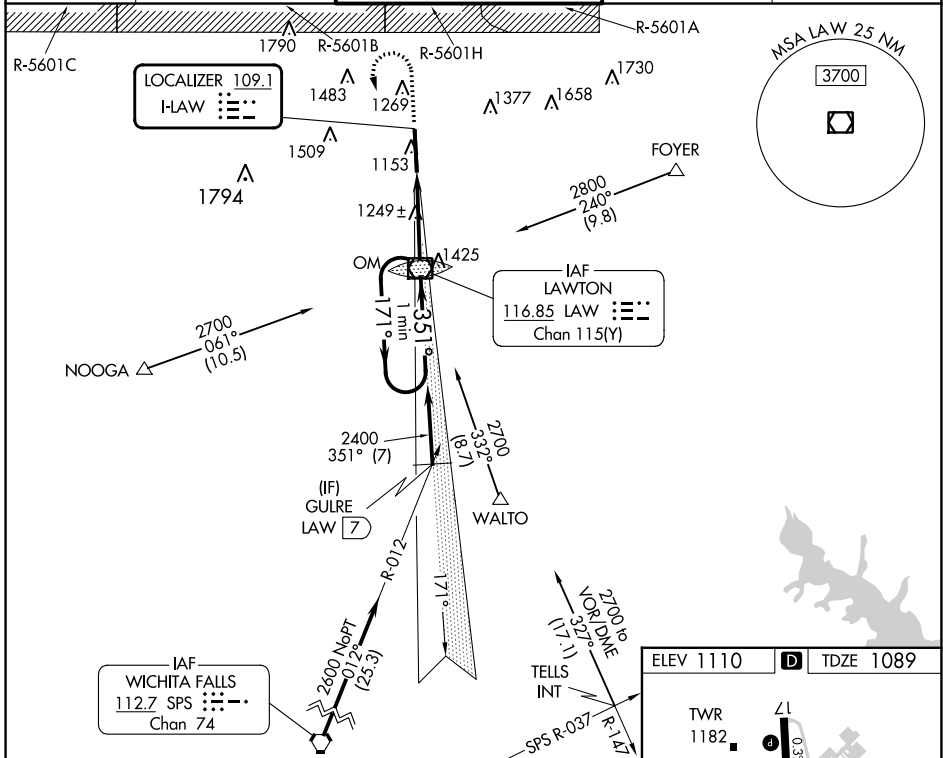 R-5601C
1790
R-5601B
R-5601H
R-5601A
MSA LAW 25 NM
3700
LOCALIZER 109.1
I-LAW
1483
1269
1377
1658
1730
1509
1153
1794
FOYER
2800
240°
(9.8)
1249 ±
OM
1425
IAF
LAWTON
116.85 LAW
Chan 115(Y)
171°
1 min
351°
2700
061°
(10.5)
NOOGA
2400
351° (7)
2700
332°
(8.7)
WALTO
(IF)
GULRE
LAW 7
R-012
171°
2600 NoPT
012°
(25.3)
IAF
WICHITA FALLS
112.7 SPS
Chan 74
2700 to
VOR/DME
327°
(17.1)
TELLS
INT
SPS R-037
R-147
ELEV 1110 D TDZE 1089
TWR
1182
17
P
0.3